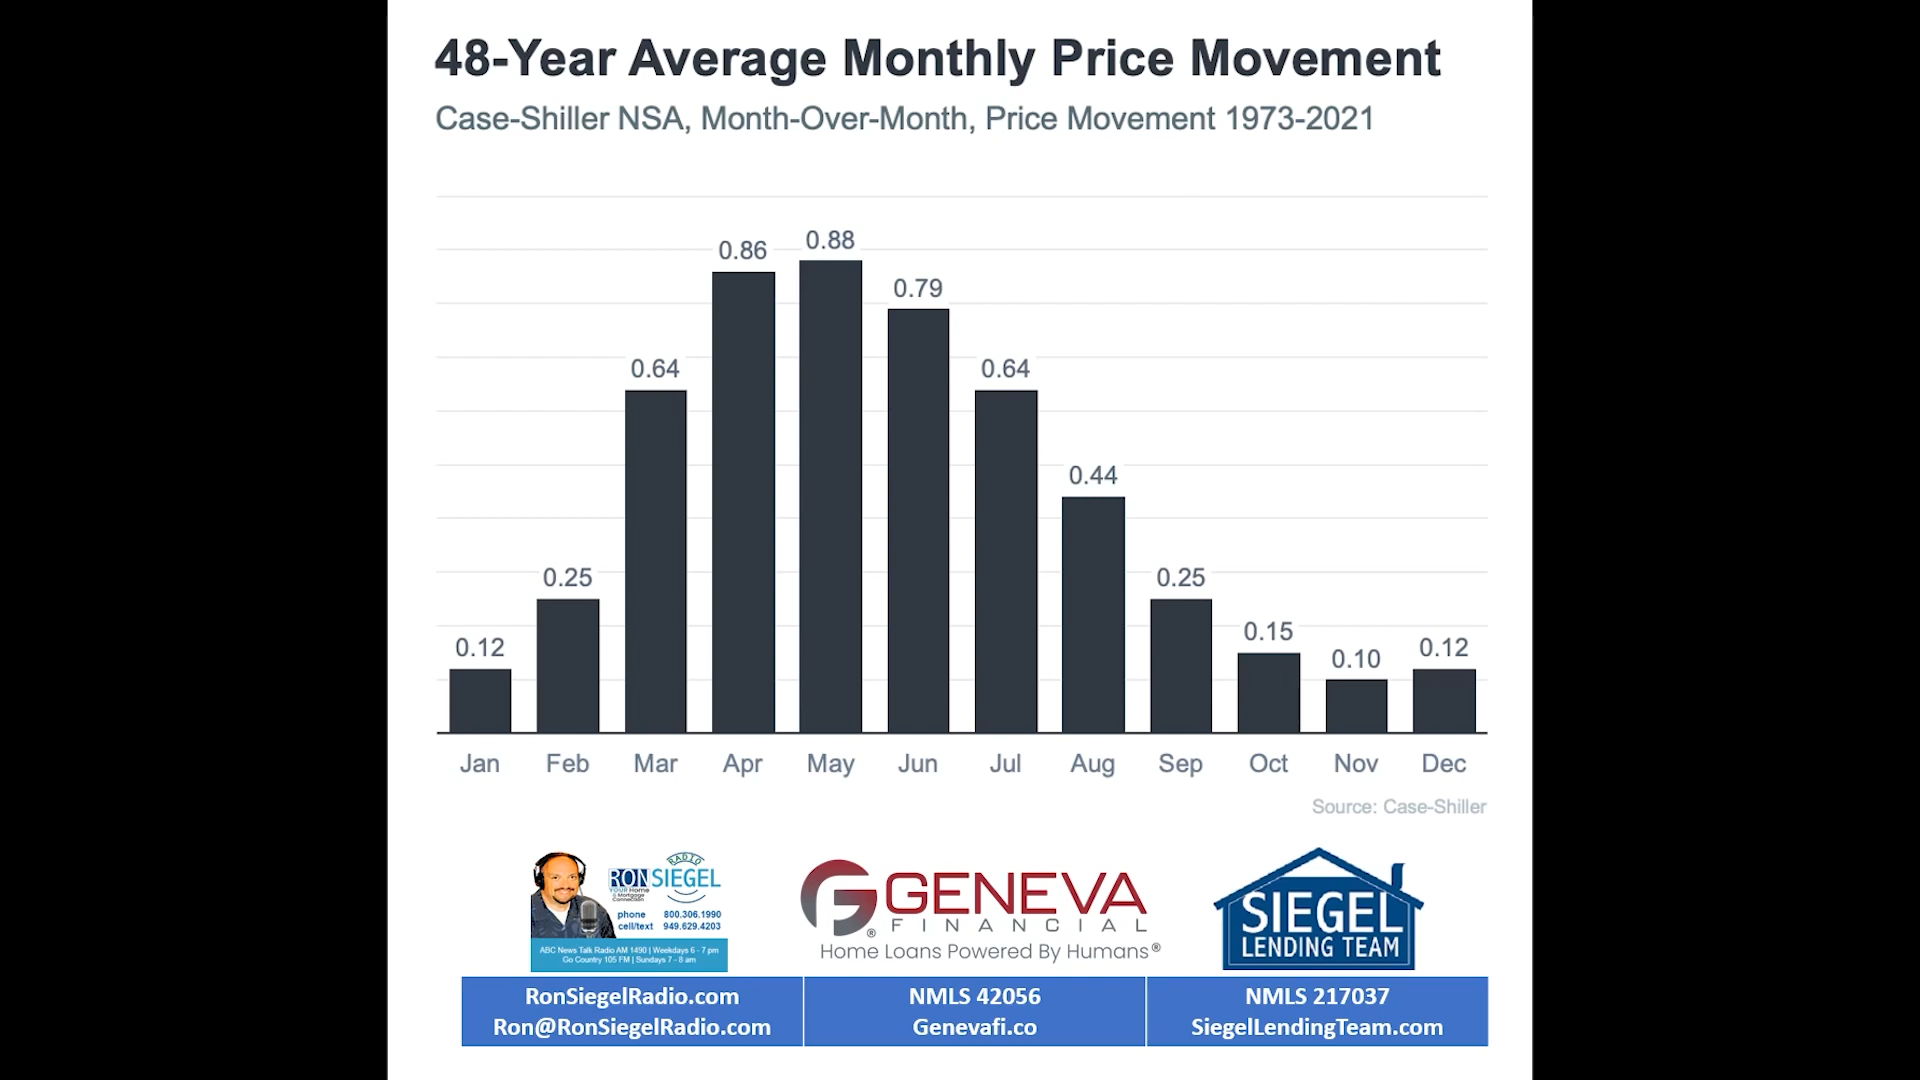 48-Year Average Monthly Price Movement
Case-Shiller NSA, Month-Over-Month, Price Movement 1973-2021
0.12
0.25
0.64
0.86
0.88
0.79
0.64
0.44
0.25
0.15
0.10
0.12
Jan Feb Mar Apr May Jun Jul Aug Sep Oct Nov Dec
Source: Case-Shiller
RADIO
RON SIEGEL
YOUR Home
& Mortgage
Connection
phone 800.306.1990
cell/text 949.629.4203
ABC News Talk Radio AM 1490 | Weekdays 6 - 7 pm
Go Country 105 FM | Sundays 7 - 8 am
GENEVA
FINANCIAL
Home Loans Powered By Humans®
SIEGEL
LENDING TEAM
RonSiegelRadio.com
Ron@RonSiegelRadio.com
NMLS 42056
Genevafi.co
NMLS 217037
SiegelLendingTeam.com